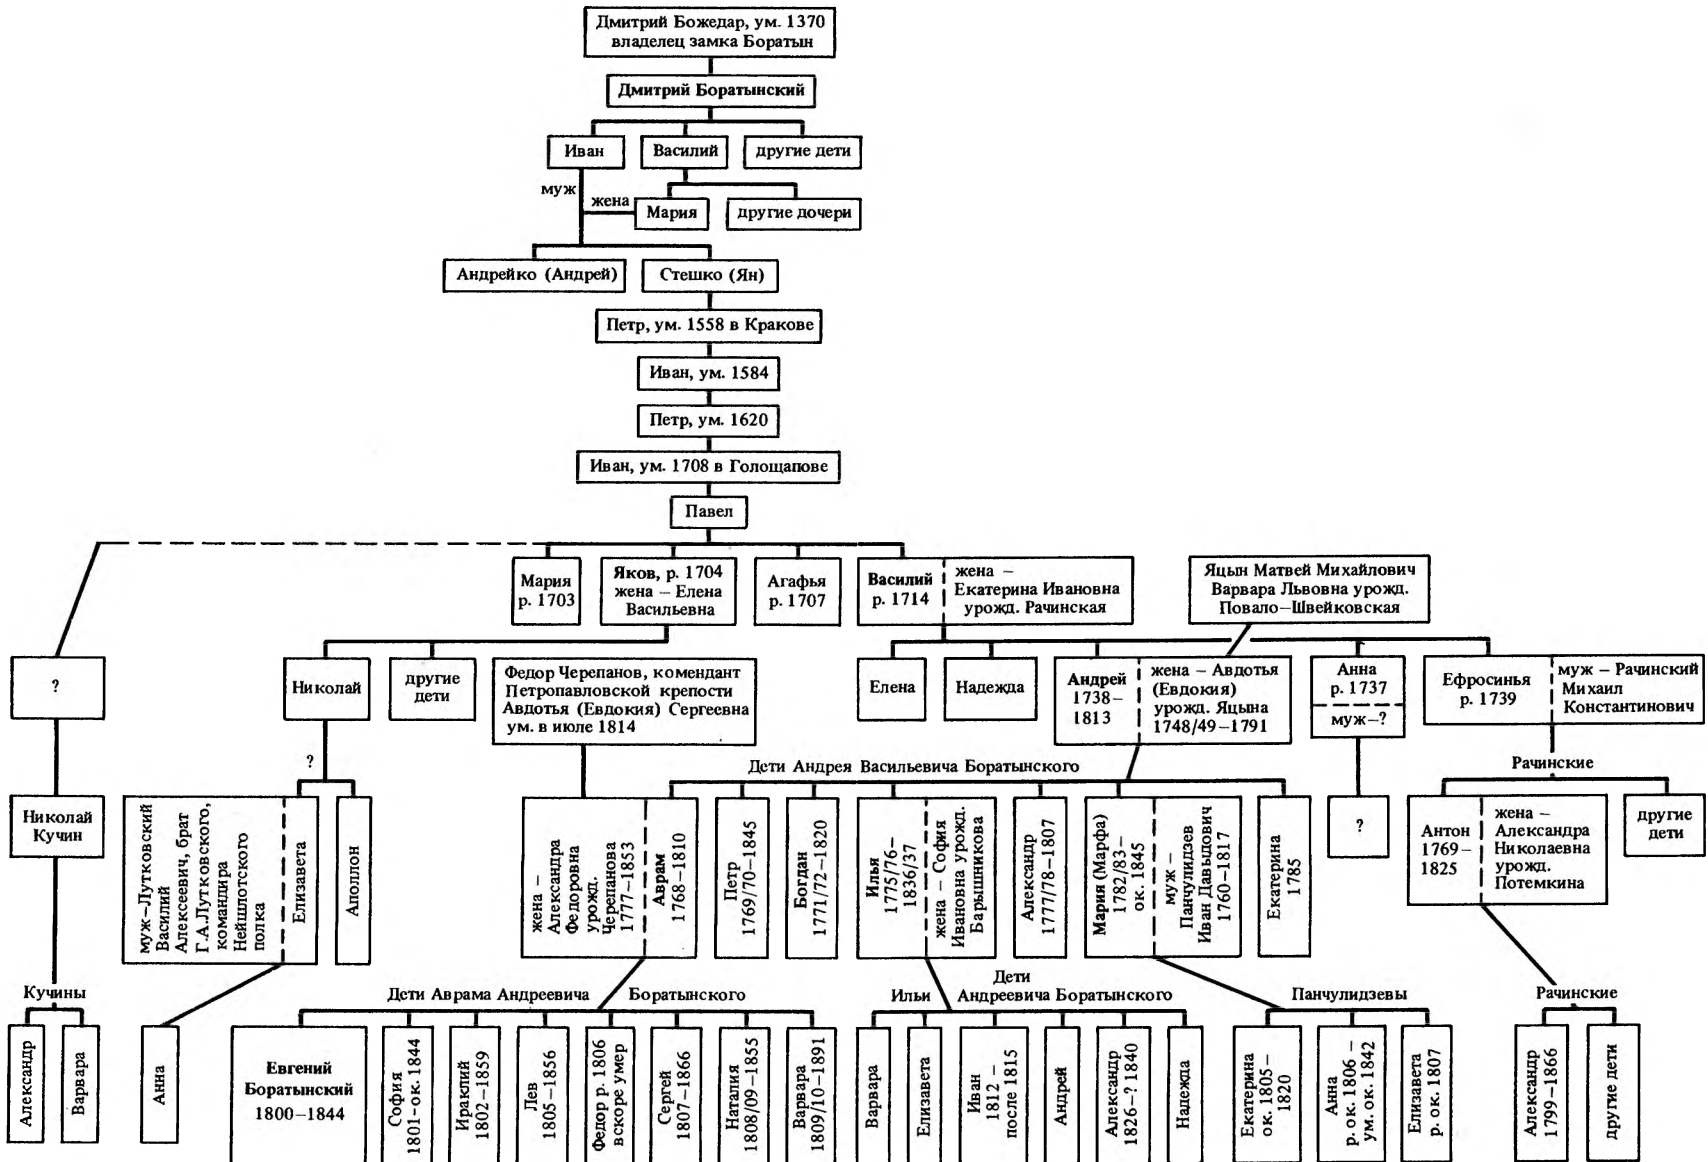 Дмитрий Божедар, ум. 1370
владелец замка Боратын
Дмитрий Боратынский
Иван
Василий
другие дети
муж
жена
Мария
другие дочери
Андрейко (Андрей)
Стешко (Ян)
Петр, ум. 1558 в Кракове
Иван, ум. 1584
Петр, ум. 1620
Иван, ум. 1708 в Голощапове
Павел
Мария
р. 1703
Яков, р. 1704
жена – Елена
Васильевна
Агафья
р. 1707
Василий
р. 1714
жена –
Екатерина Ивановна
урожд. Рачинская
Яцын Матвей Михайлович
Варвара Львовна урожд.
Повало–Швейковская
?
Николай
другие
дети
Федор Черепанов, комендант
Петропавловской крепости
Авдотья (Евдокия) Сергеевна
ум. в июле 1814
Елена
Надежда
Андрей
1738–
1813
жена – Авдотья
(Евдокия)
урожд. Яцына
1748/49–1791
Анна
р. 1737
муж–?
Ефросинья
р. 1739
муж – Рачинский
Михаил
Константинович
?
Дети Андрея Васильевича Боратынского
Рачинские
Николай
Кучин
муж–Лутковский
Василий
Алексеевич, брат
Г.А.Лутковского,
командира
Нейшлотского
полка
Елизавета
Аполлон
жена –
Александра
Федоровна
урожд.
Черепанова
1777–1853
Аврам
1768–1810
Петр
1769/70–1845
Богдан
1771/72–1820
Илья
1775/76–
1836/37
жена – София
Ивановна урожд.
Барышникова
Александр
1777/78–1807
Мария (Марфа)
1782/83–
ок. 1845
муж –
Панчулидзев
Иван Давыдович
1760–1817
Екатерина
1785
?
Антон
1769–
1825
жена –
Александра
Николаевна
урожд.
Потемкина
другие
дети
Кучины
Дети Аврама Андреевича Боратынского
Дети
Ильи Андреевича Боратынского
Панчулидзевы
Рачинские
Александр
Варвара
Анна
Евгений
Боратынский
1800–1844
София
1801–ок. 1844
Ираклий
1802–1859
Лев
1805–1856
Федор р. 1806
вскоре умер
Сергей
1807–1866
Наталия
1808/09–1855
Варвара
1809/10–1891
Варвара
Елизавета
Иван
1812 –
после 1815
Андрей
Александр
1826–? 1840
Надежда
Екатерина
ок. 1805–
1820
Анна
р. ок. 1806 –
ум. ок. 1842
Елизавета
р. ок. 1807
Александр
1799–1866
другие дети